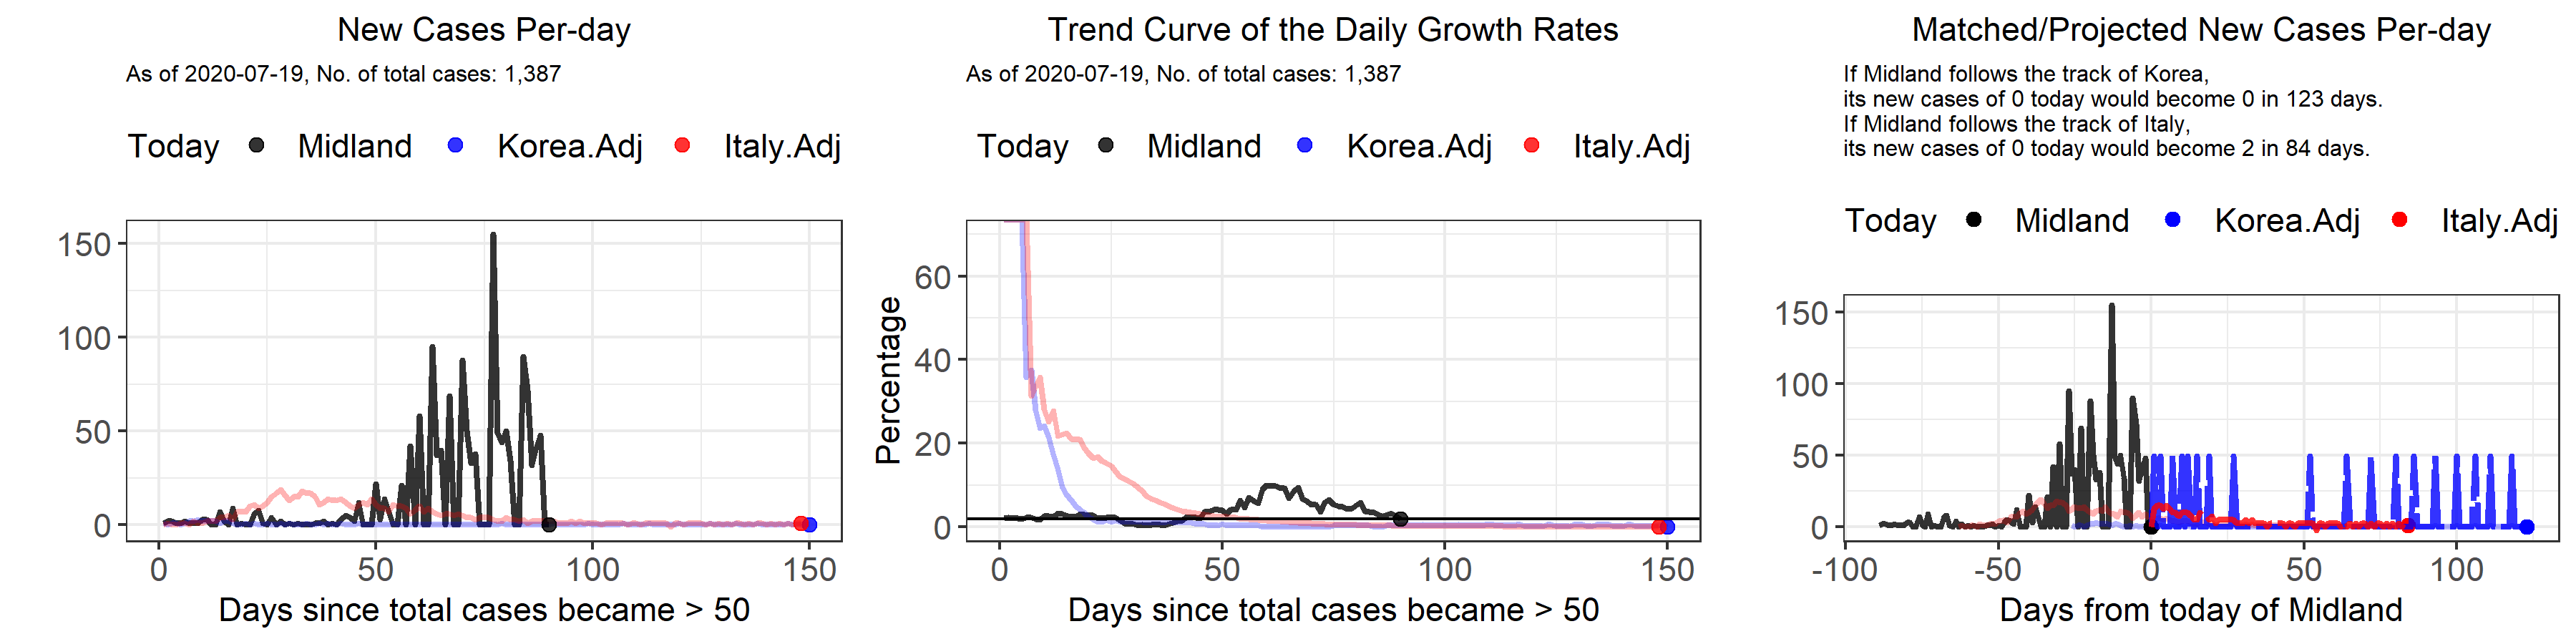 New Cases Per-day
As of 2020-07-19, No. of total cases: 1,387
Today Midland Korea.Adj Italy.Adj
150
100
50
0
0 50 100 150
Days since total cases became > 50
Trend Curve of the Daily Growth Rates
As of 2020-07-19, No. of total cases: 1,387
Today Midland Korea.Adj Italy.Adj
Percentage
60
40
20
0
0 50 100 150
Days since total cases became > 50
Matched/Projected New Cases Per-day
If Midland follows the track of Korea,
its new cases of 0 today would become 0 in 123 days.
If Midland follows the track of Italy,
its new cases of 0 today would become 2 in 84 days.
Today Midland Korea.Adj Italy.Adj
150
100
50
0
-100 -50 0 50 100
Days from today of Midland